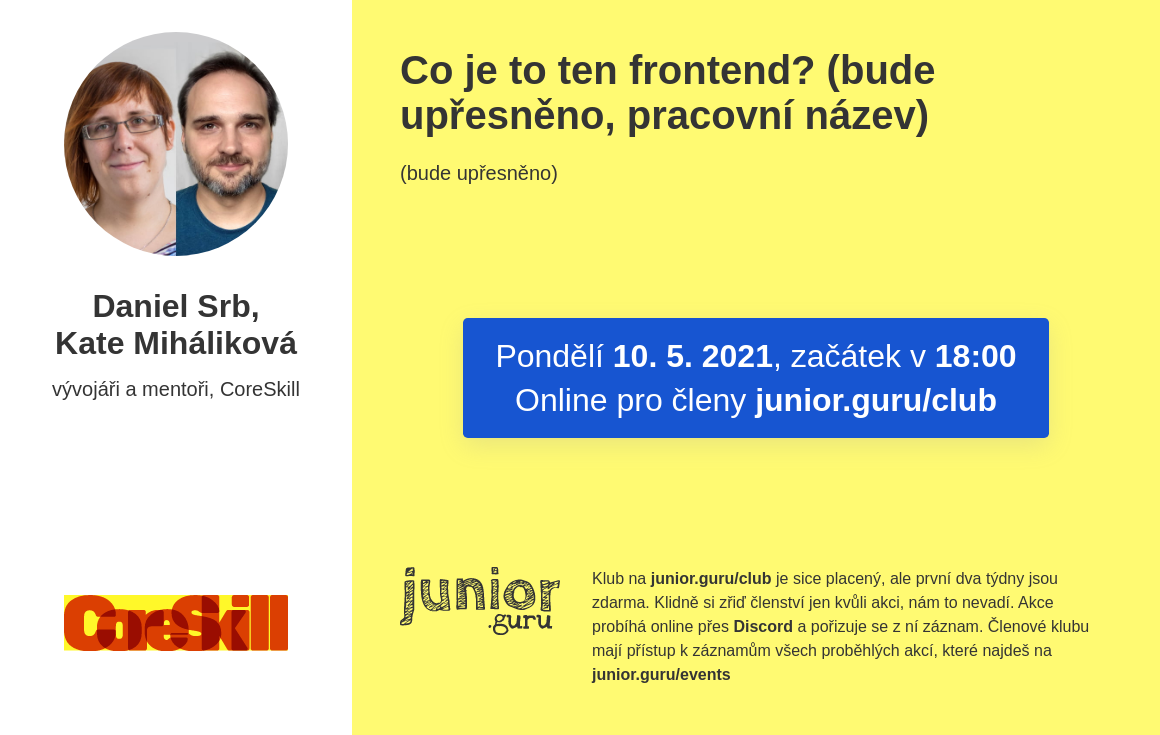 Daniel Srb,
Kate Miháliková
vývojáři a mentoři, CoreSkill
CoreSkill
Co je to ten frontend? (bude
upřesněno, pracovní název)
(bude upřesněno)
Pondělí 10. 5. 2021, začátek v 18:00
Online pro členy junior.guru/club
junior
.guru
Klub na junior.guru/club je sice placený, ale první dva týdny jsou
zdarma. Klidně si zřiď členství jen kvůli akci, nám to nevadí. Akce
probíhá online přes Discord a pořizuje se z ní záznam. Členové klubu
mají přístup k záznamům všech proběhlých akcí, které najdeš na
junior.guru/events